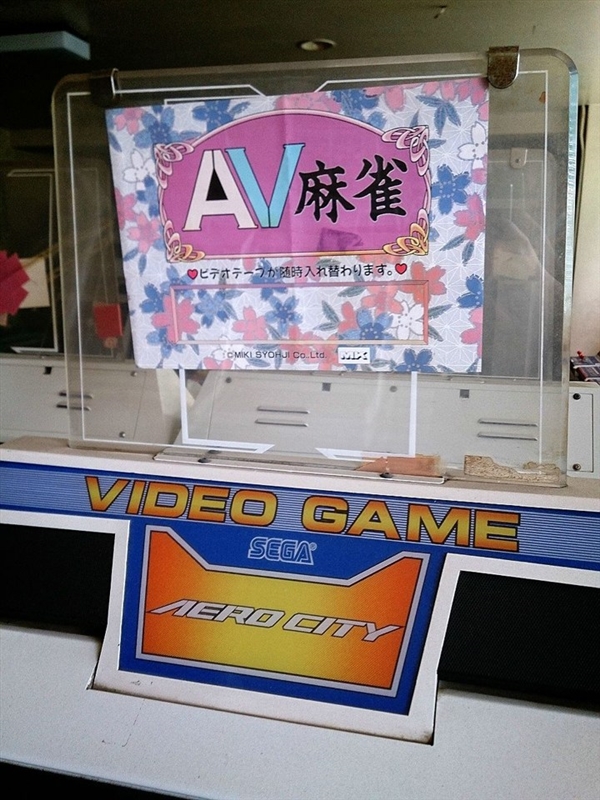 AV麻雀
♥ビデオテープが随時入れ替わります。♥
(C)MIKI SYOHJI Co., Ltd. MIX
VIDEO GAME
SEGA®
AERO CITY